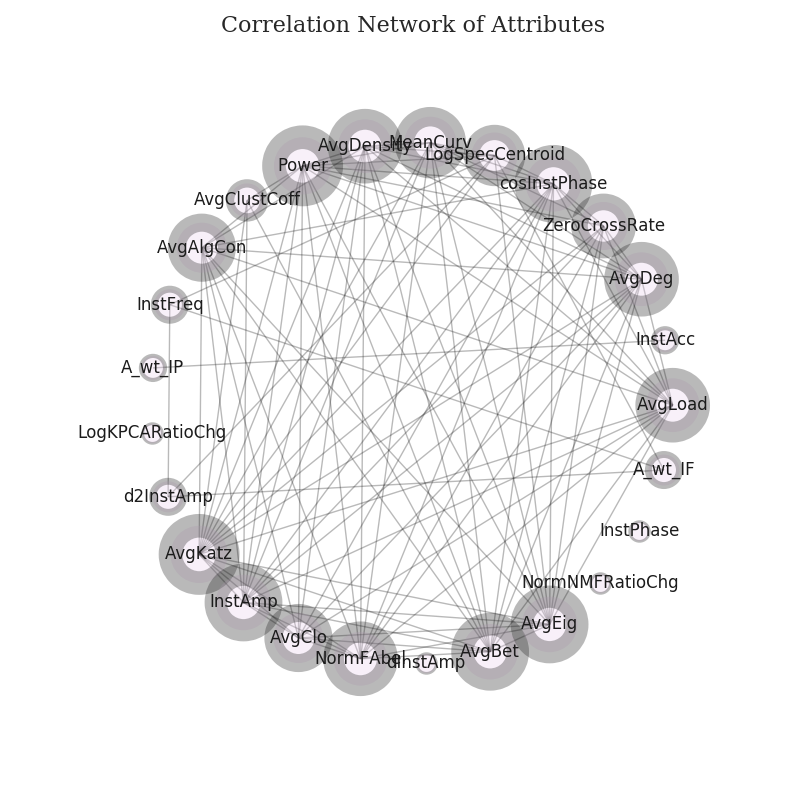 Correlation Network of Attributes
MeanCurv
AvgDensity
LogSpecCentroid
Power
cosInstPhase
AvgClustCoff
ZeroCrossRate
AvgAlgCon
AvgDeg
InstFreq
InstAcc
A_wt_IP
AvgLoad
LogKPCARatioChg
A_wt_IF
d2InstAmp
InstPhase
AvgKatz
NormNMFRatioChg
InstAmp
AvgEig
AvgClo
AvgBet
NormFAbel
dInstAmp